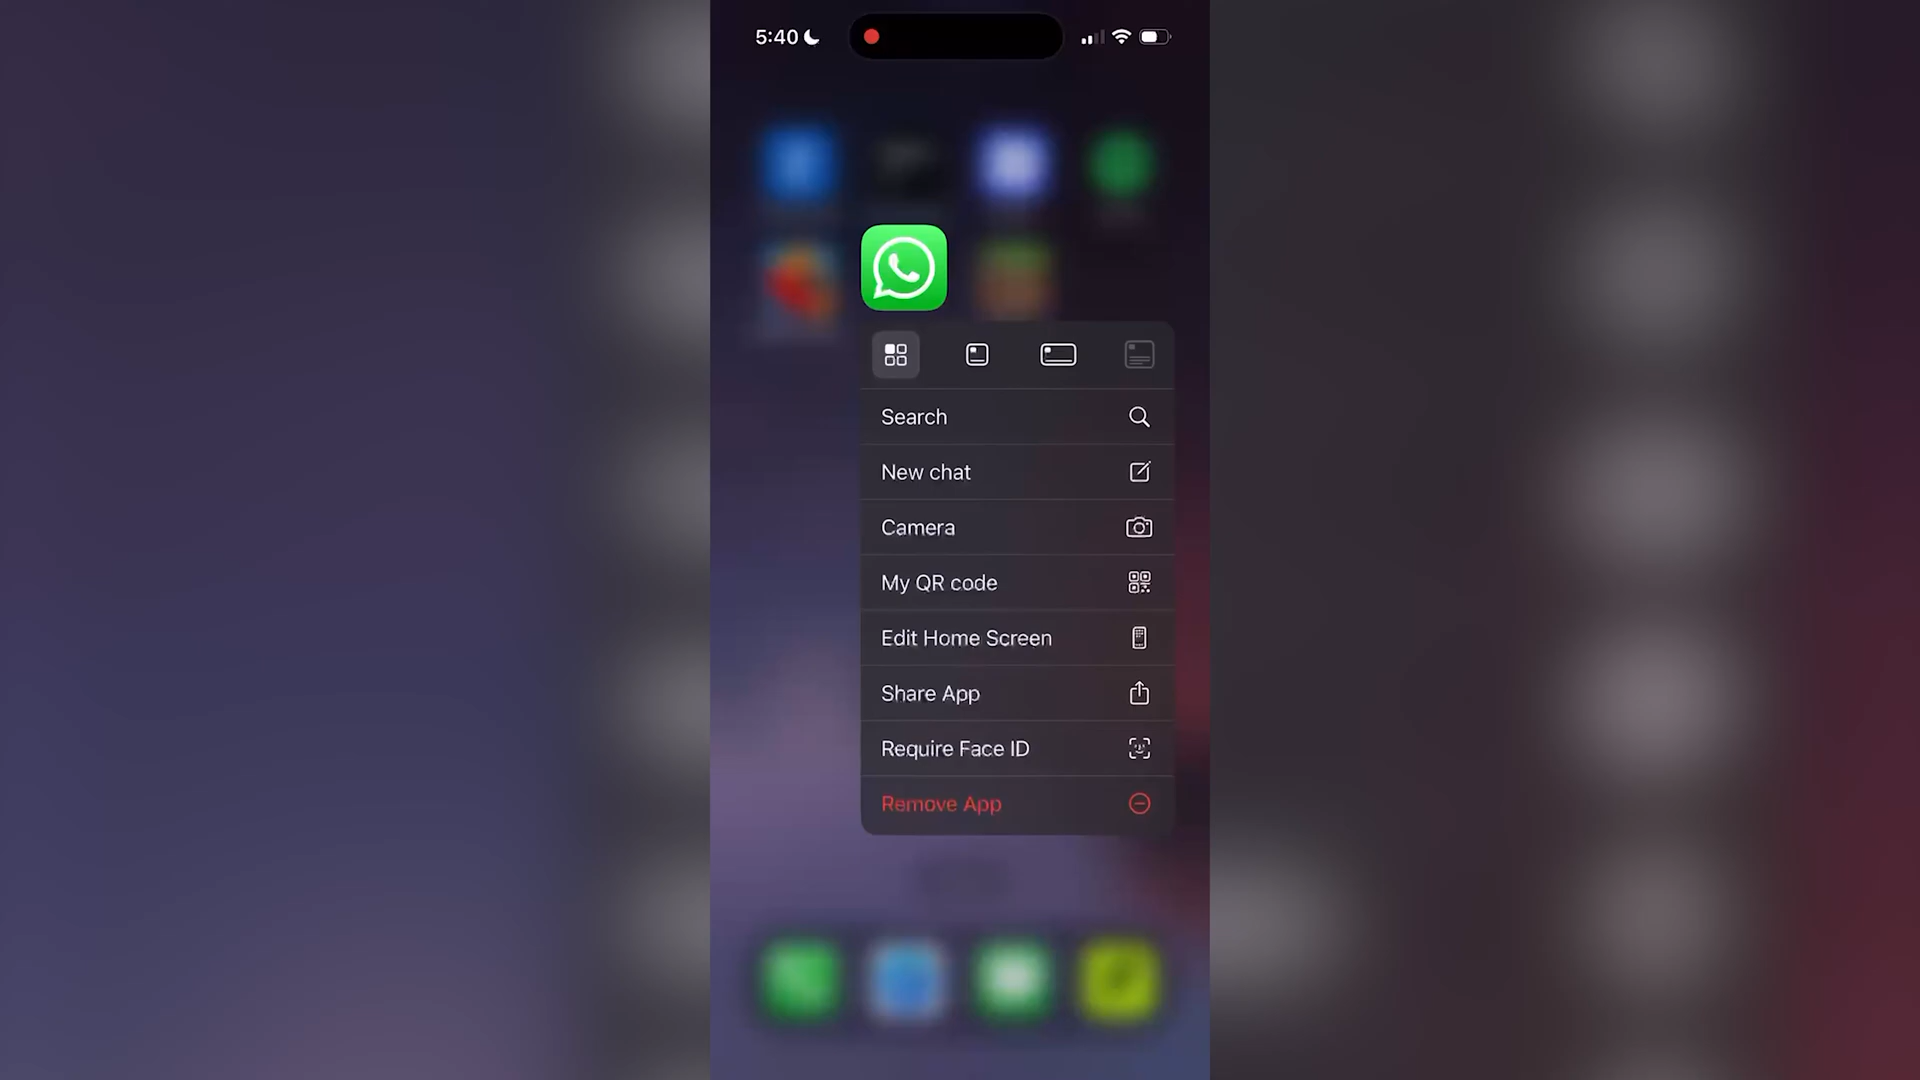 5:40
Search
New chat
Camera
My QR code
Edit Home Screen
Share App
Require Face ID
Remove App